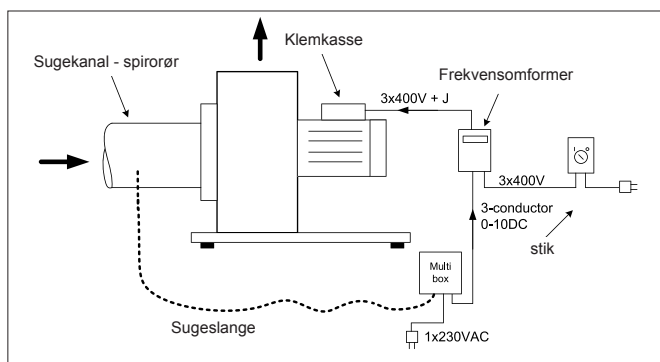 Klemkasse
Sugekanal - spirorør
Frekvensomformer
3x400V + J
I O
3x400V
3-conductor
0-10DC
stik
Multi
box
Sugeslange
1x230VAC